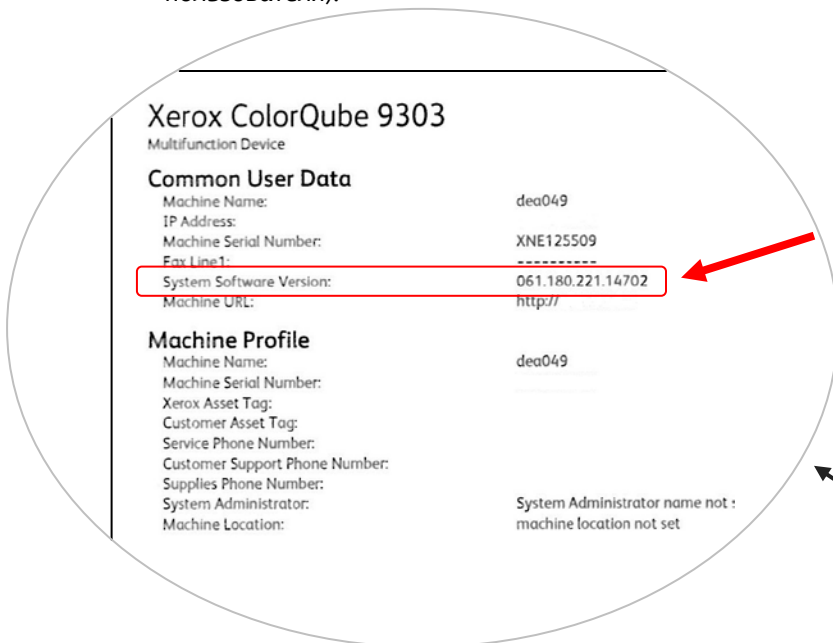 Xerox ColorQube 9303
Multifunction Device
Common User Data
Machine Name: dea049
IP Address:
Machine Serial Number: XNE125509
Fax Line1: ----------
System Software Version: 061.180.221.14702
Machine URL: http://
Machine Profile
Machine Name: dea049
Machine Serial Number:
Xerox Asset Tag:
Customer Asset Tag:
Service Phone Number:
Customer Support Phone Number:
Supplies Phone Number:
System Administrator: System Administrator name not
Machine Location: machine location not set